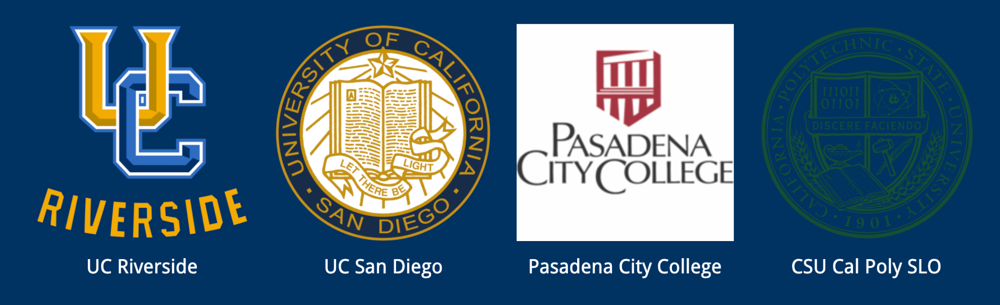 UC
RIVERSIDE
UC Riverside
UNIVERSITY OF CALIFORNIA
· SAN DIEGO ·
A
LET THERE BE LIGHT
UC San Diego
PASADENA
CITY COLLEGE
Pasadena City College
CALIFORNIA · POLYTECHNIC · STATE · UNIVERSITY
· 1901 ·
111011
01101
DISCERE FACIENDO
CSU Cal Poly SLO